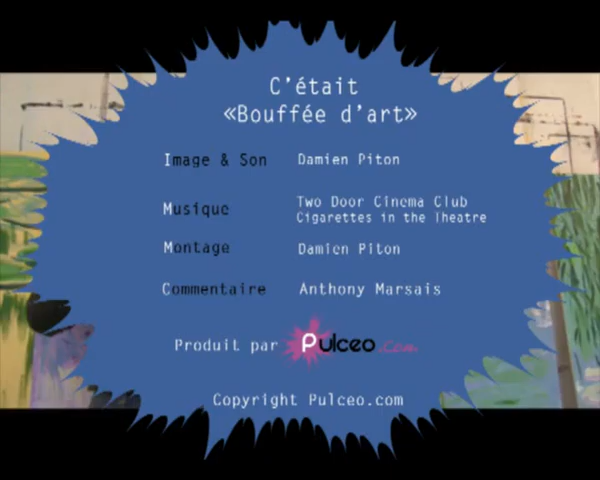 C'était
«Bouffée d'art»
Image & Son Damien Piton
Musique Two Door Cinema Club
Cigarettes in the Theatre
Montage Damien Piton
Commentaire Anthony Marsais
Produit par Pulceo.com
Copyright Pulceo.com